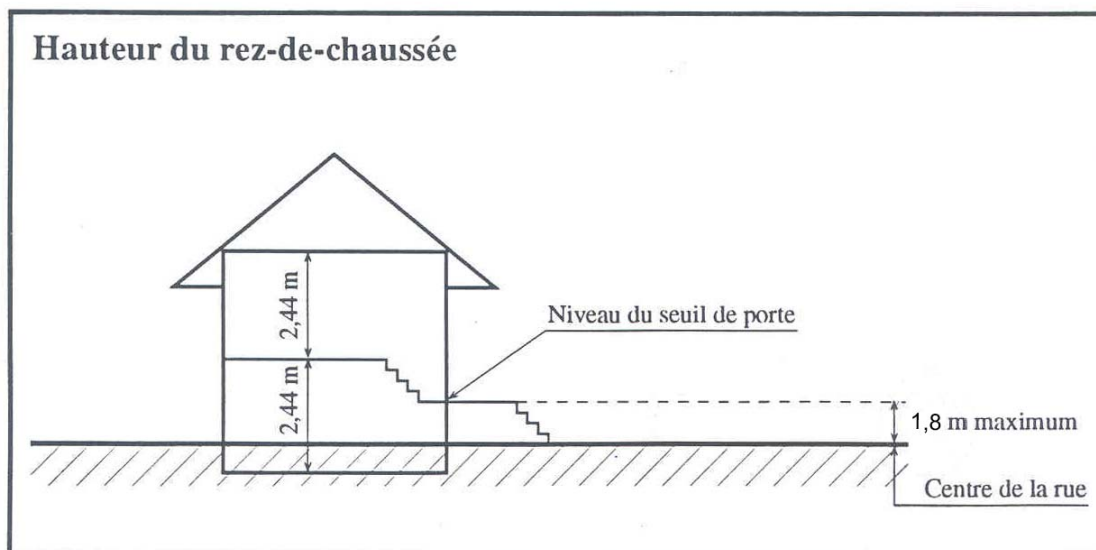 Hauteur du rez-de-chaussée
2,44 m
Niveau du seuil de porte
2,44 m
1,8 m maximum
Centre de la rue